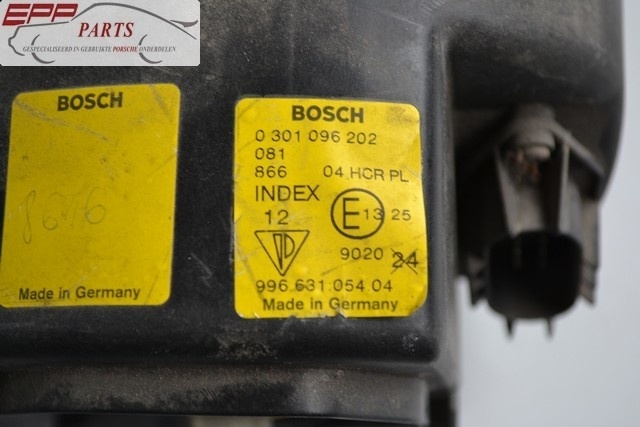 EPP
PARTS
GESPECIALISEERD IN GEBRUIKTE PORSCHE ONDERDELEN
BOSCH
1676
Made in Germany
BOSCH
0 301 096 202
081
866 04 HCR PL
INDEX
12 E 13 25
9020 24
996.631.054 04
Made in Germany